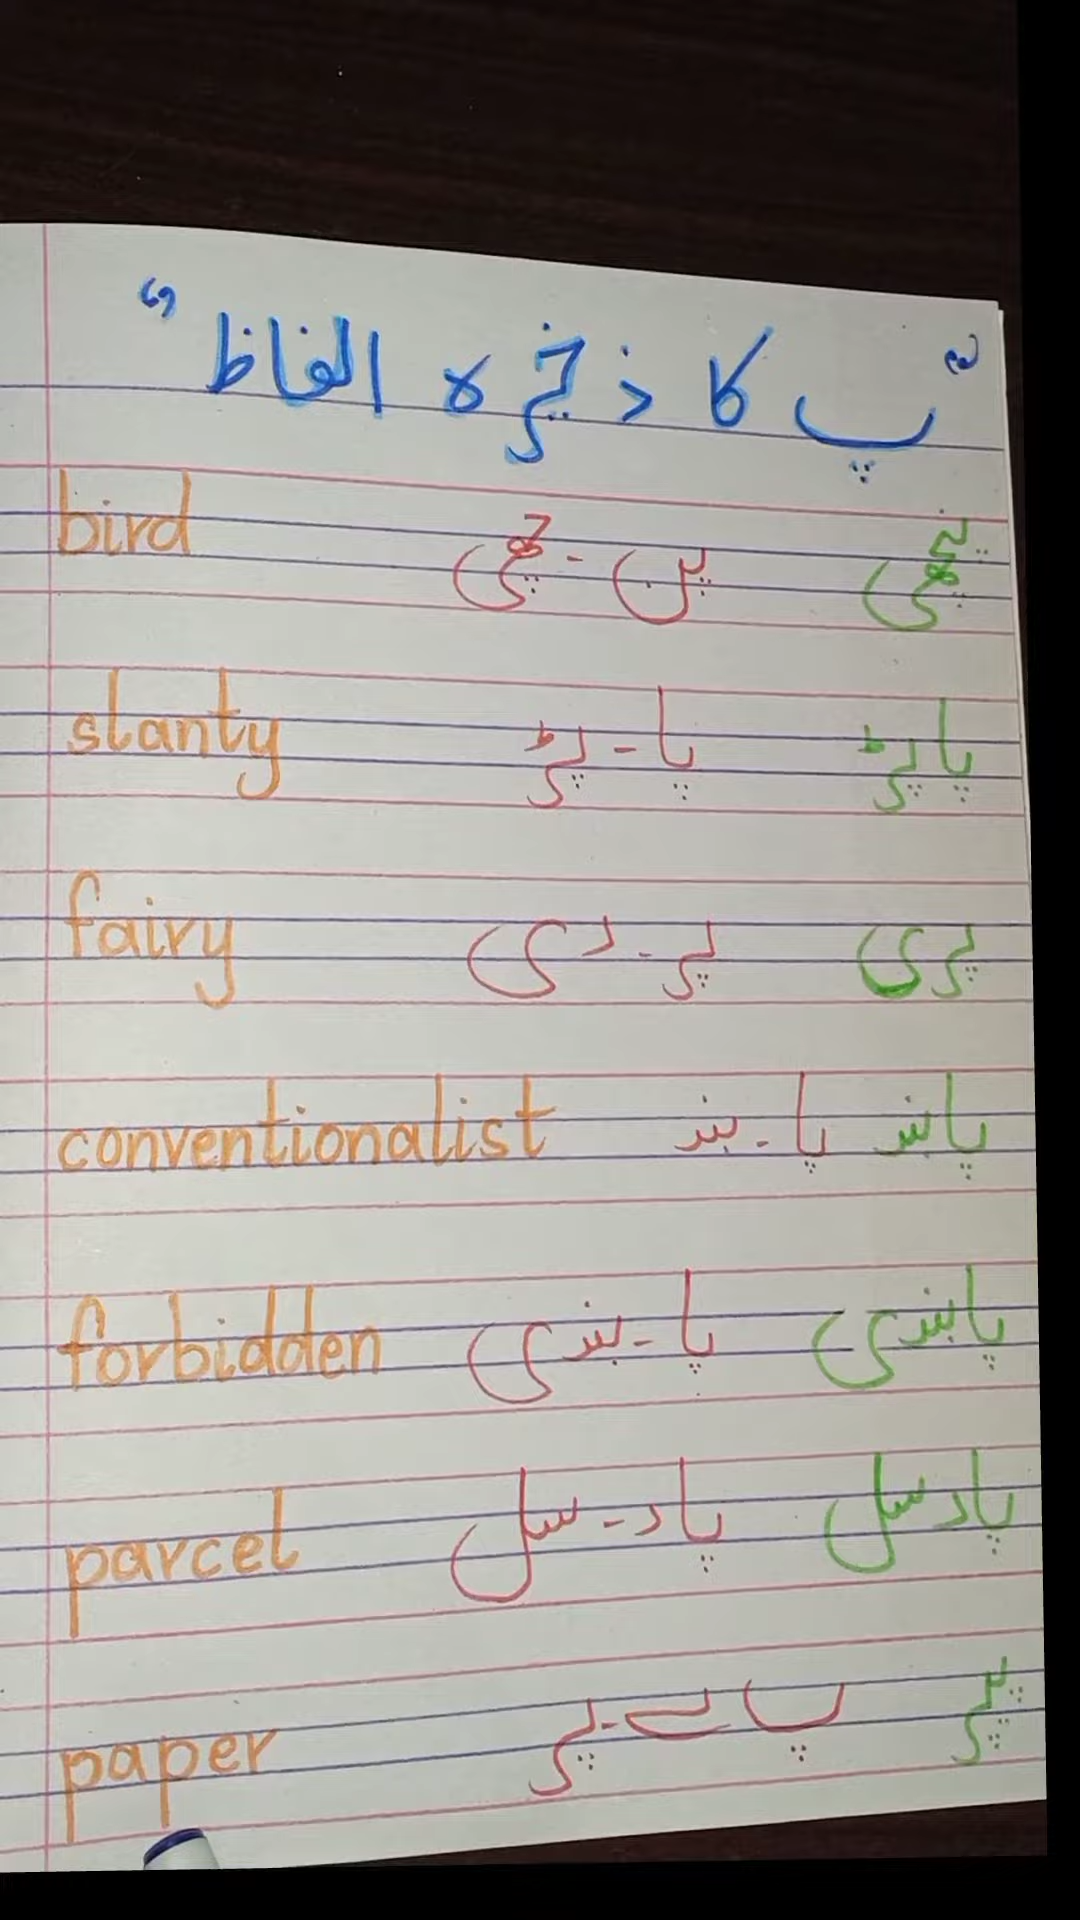 "پ کا ذخیرہ الفاظ"
پنچھی پن - چھی bird
پاپڑ پا - پڑ slanty
پری پر - ری fairy
پابند پا - بند conventionalist
پابندی پا - بندی forbidden
پارسل پار - سل parcel
پیپر پ ے - پر paper